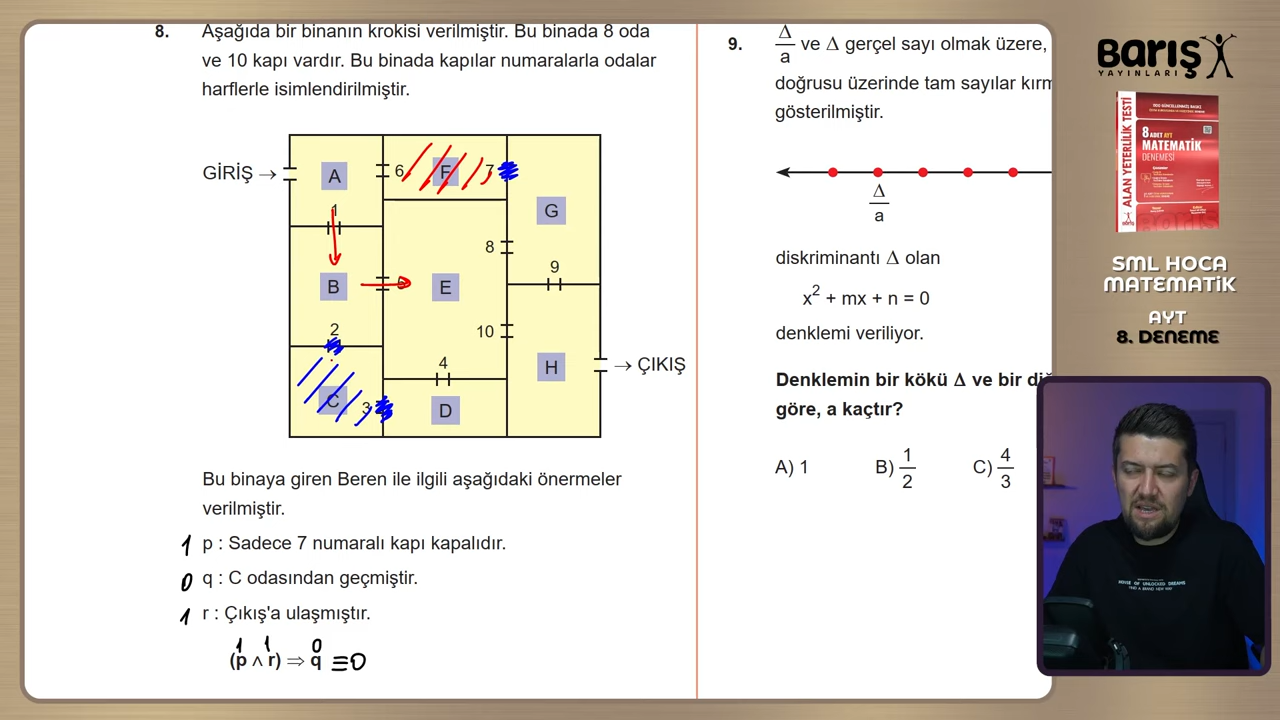 8. Aşağıda bir binanın krokisi verilmiştir. Bu binada 8 oda
ve 10 kapı vardır. Bu binada kapılar numaralarla odalar
harflerle isimlendirilmiştir.
GİRİŞ →
A
6
F
7
1
G
8
9
B
E
2
10
4
H
→ ÇIKIŞ
C
3
D
Bu binaya giren Beren ile ilgili aşağıdaki önermeler
verilmiştir.
1 p : Sadece 7 numaralı kapı kapalıdır.
0 q : C odasından geçmiştir.
1 r : Çıkış'a ulaşmıştır.
1 1 0
(p ∧ r) ⇒ q ≡ 0
9. Δ/a ve Δ gerçel sayı olmak üzere,
doğrusu üzerinde tam sayılar
gösterilmiştir.
Δ/a
diskriminantı Δ olan
x² + mx + n = 0
denklemi veriliyor.
Denklemin bir kökü Δ ve bir
göre, a kaçtır?
A) 1 B) 1/2 C) 4/3
BARIŞ
YAYINLARI
ALAN YETERLİLİK TESTİ
8 ADET AYT
MATEMATİK
DENEMESİ
SML HOCA
MATEMATİK
AYT
8. DENEME